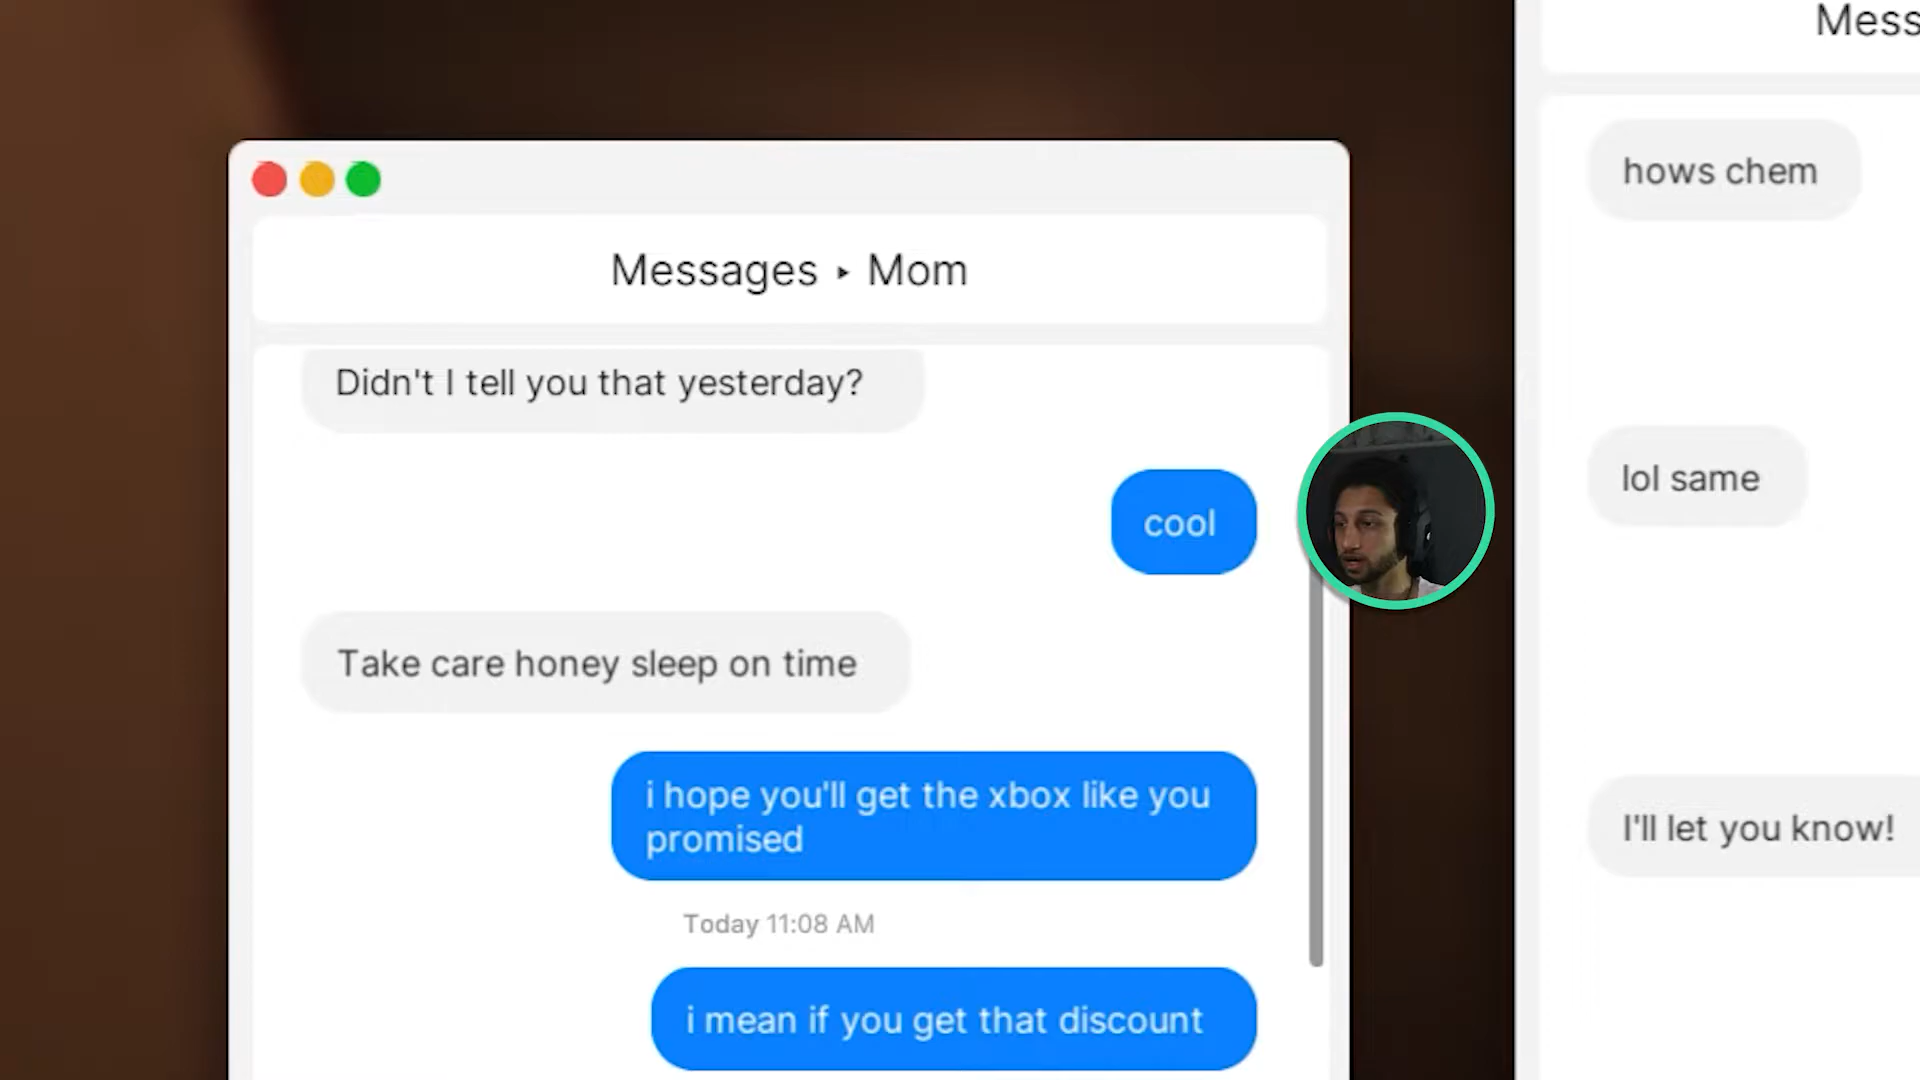 Messages ▸ Mom
Didn't I tell you that yesterday?
cool
Take care honey sleep on time
i hope you'll get the xbox like you
promised
Today 11:08 AM
i mean if you get that discount
Mess
hows chem
lol same
I'll let you know!